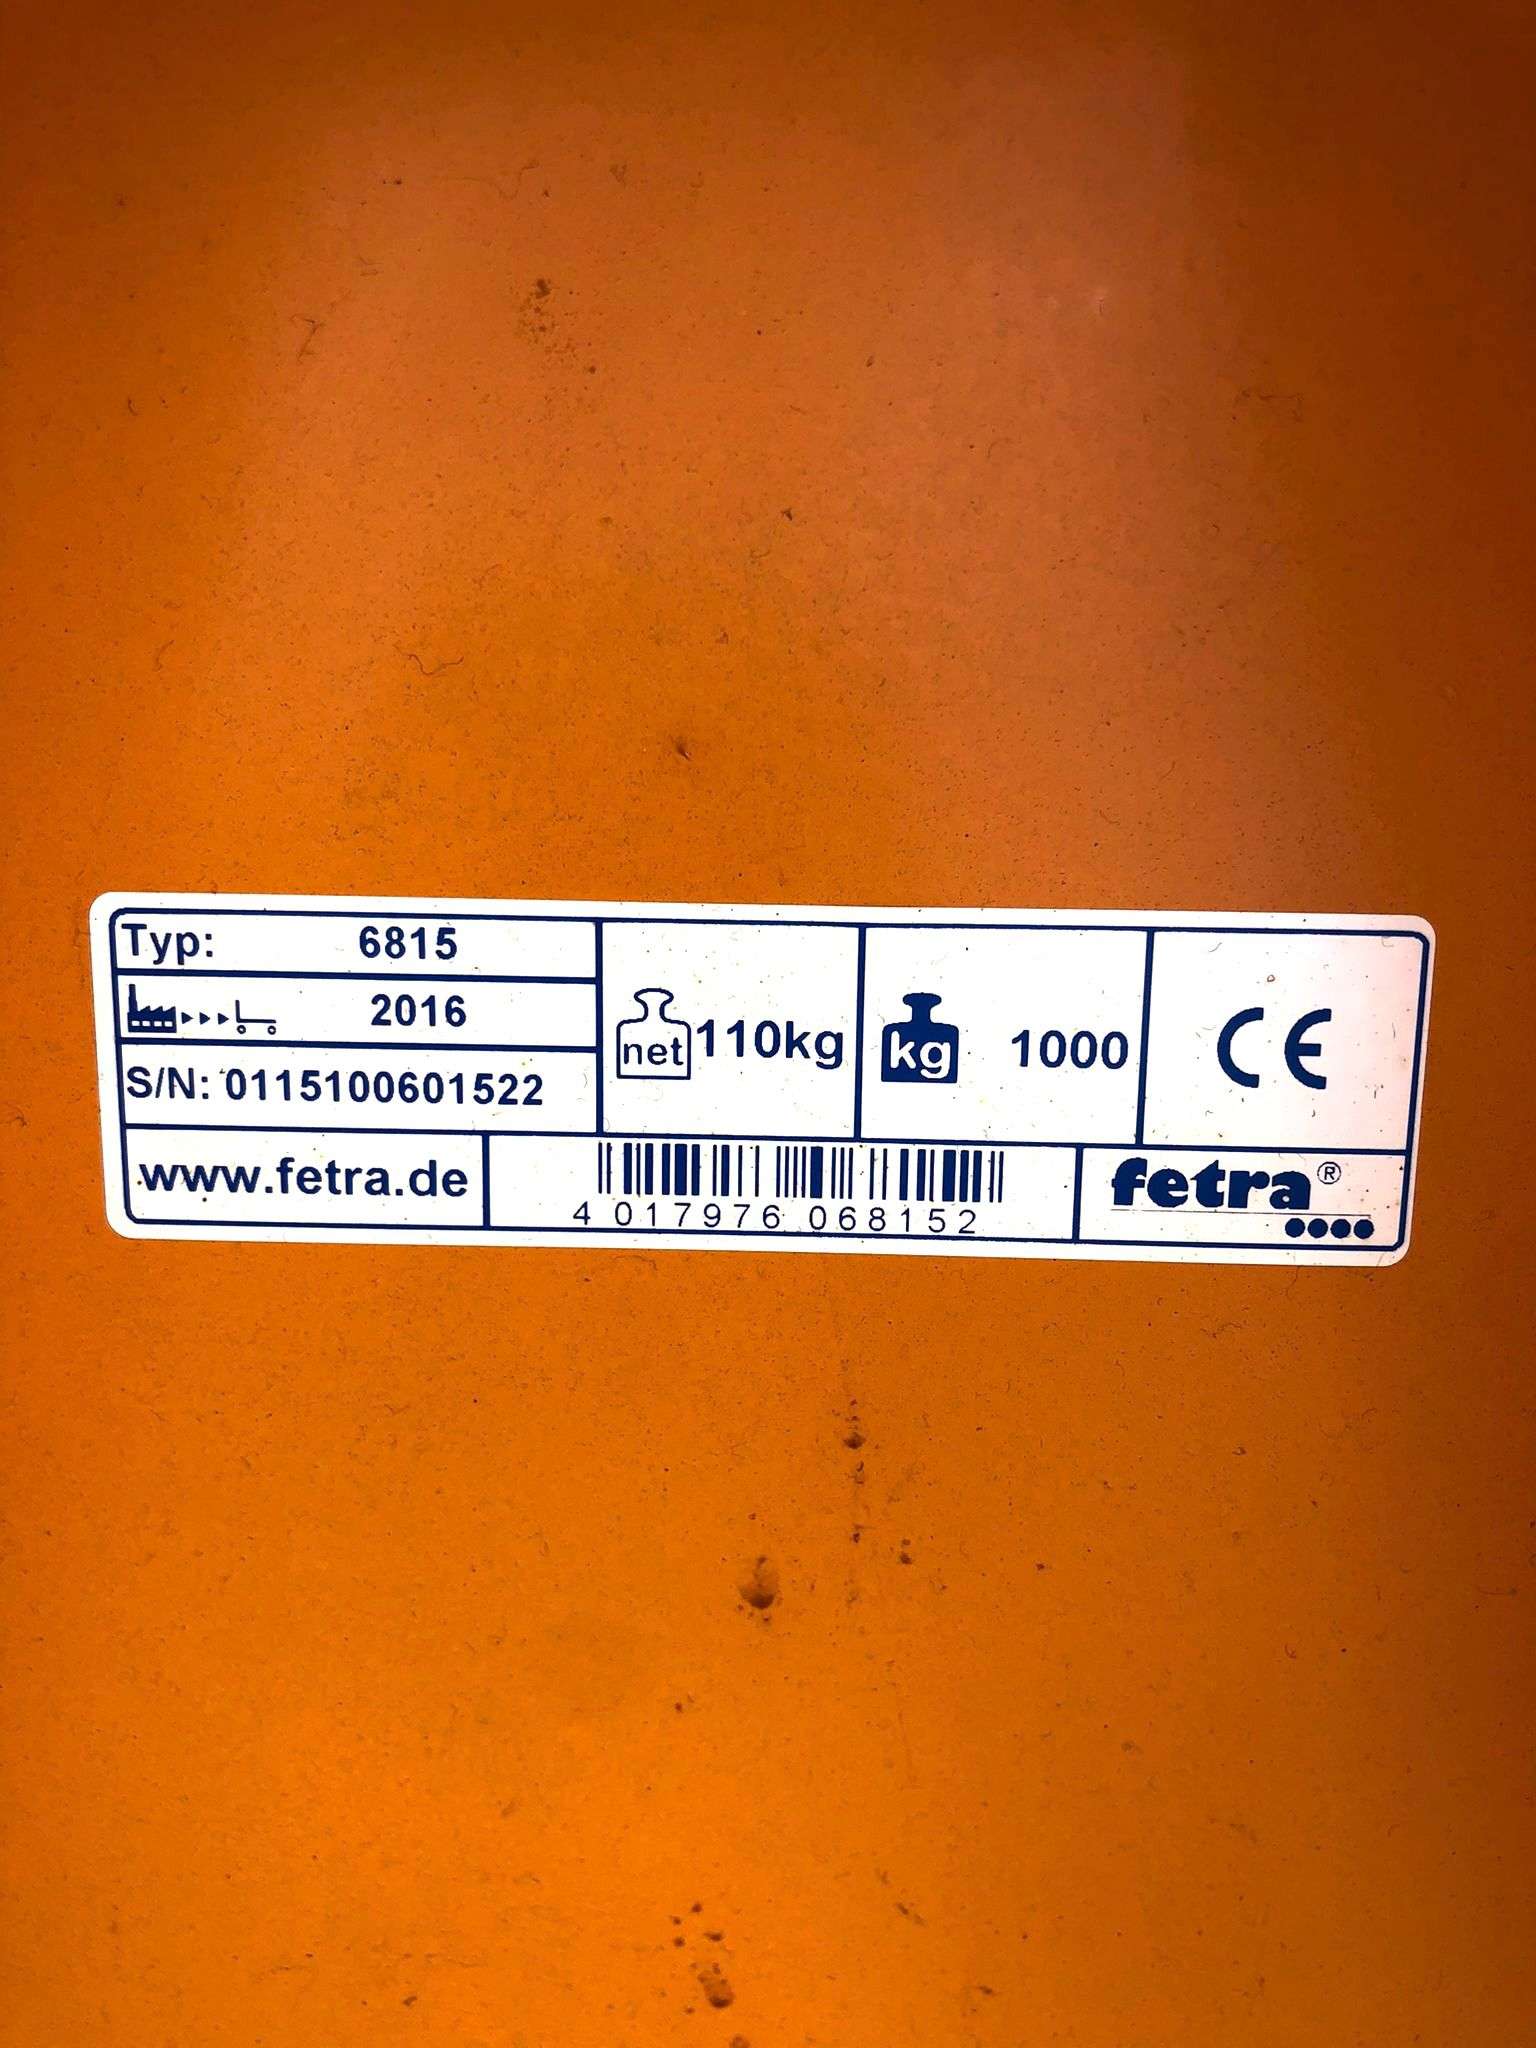 Typ: 6815
2016
S/N: 0115100601522
net 110kg
kg 1000
CE
www.fetra.de
4 017976 068152
fetra®